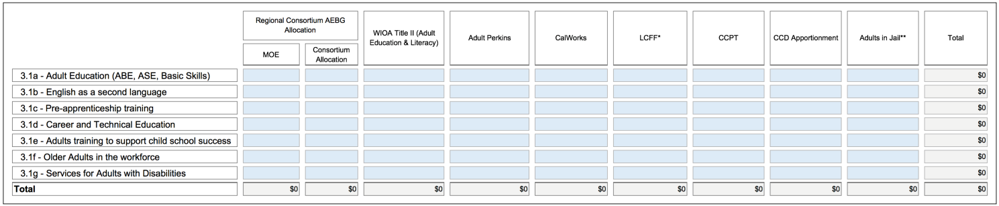 Regional Consortium AEBG
Allocation
MOE
Consortium
Allocation
WIOA Title II (Adult
Education & Literacy)
Adult Perkins
CalWorks
LCFF*
CCPT
CCD Apportionment
Adults in Jail**
Total
3.1a - Adult Education (ABE, ASE, Basic Skills)
$0
3.1b - English as a second language
$0
3.1c - Pre-apprenticeship training
$0
3.1d - Career and Technical Education
$0
3.1e - Adults training to support child school success
$0
3.1f - Older Adults in the workforce
$0
3.1g - Services for Adults with Disabilities
$0
Total $0 $0 $0 $0 $0 $0 $0 $0 $0 $0